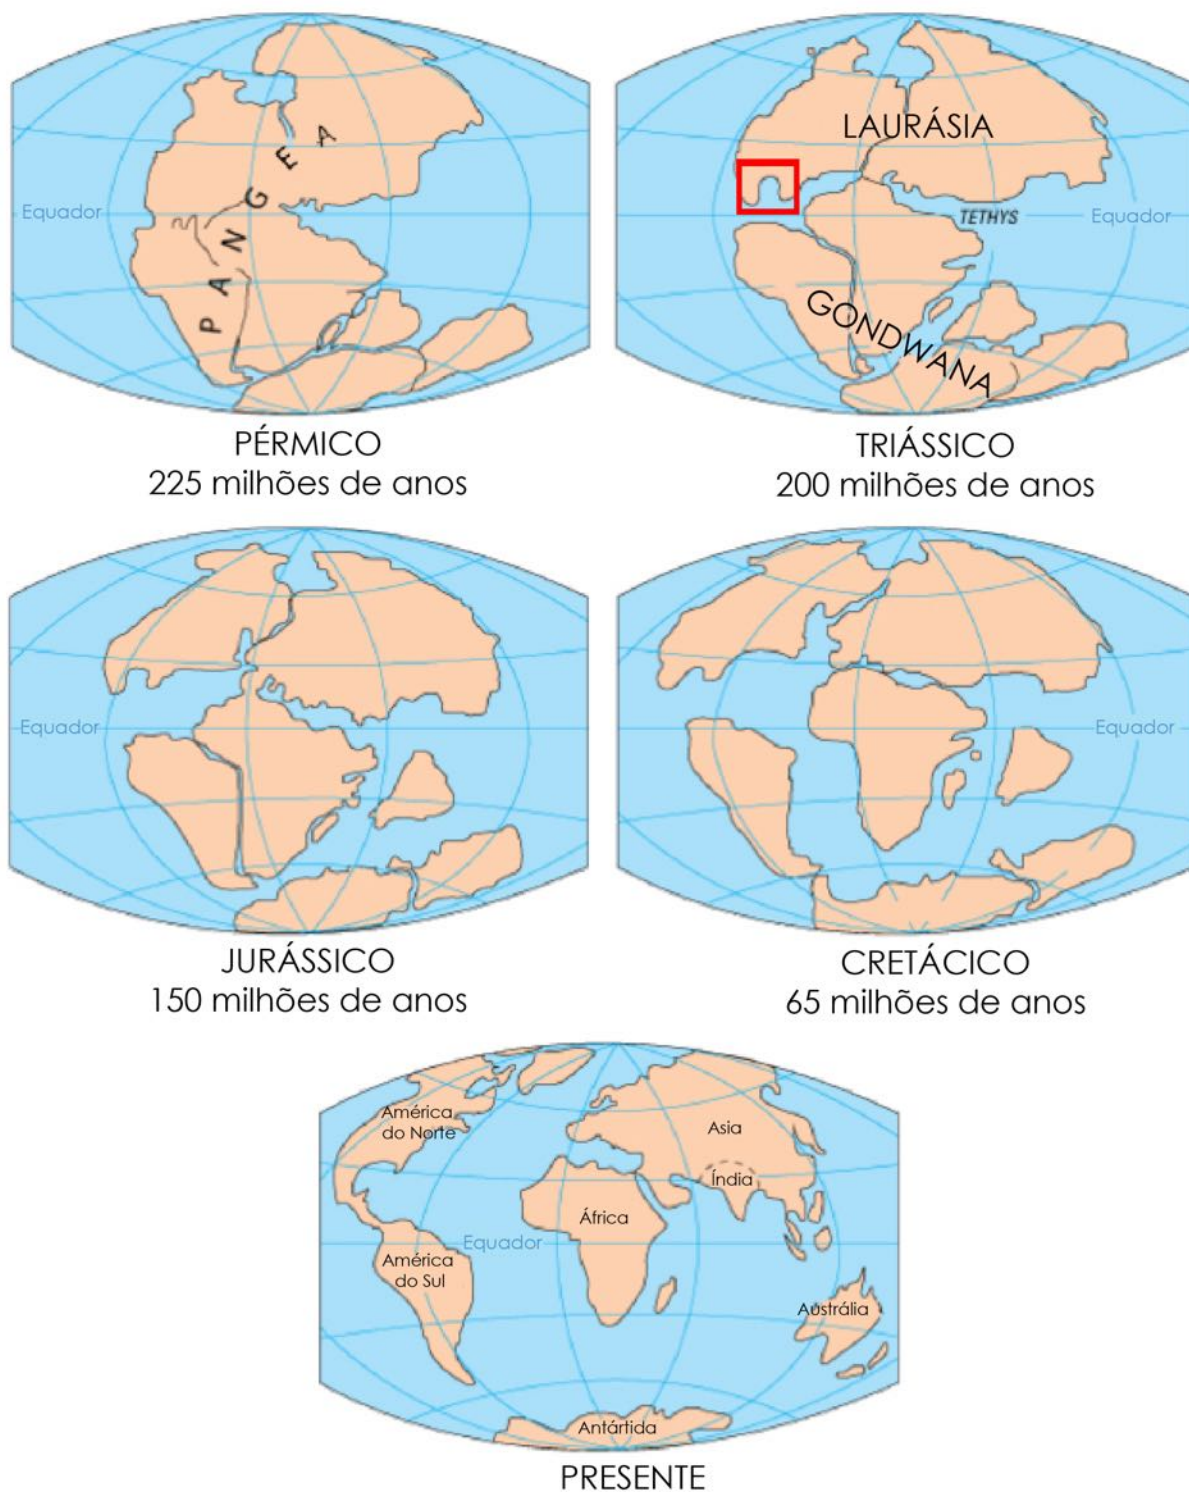 PANGEA
Equador
PÉRMICO
225 milhões de anos
LAURÁSIA
TETHYS
Equador
GONDWANA
TRIÁSSICO
200 milhões de anos
Equador
JURÁSSICO
150 milhões de anos
Equador
CRETÁCICO
65 milhões de anos
América
do Norte
Asia
Índia
África
Equador
América
do Sul
Austrália
Antártida
PRESENTE